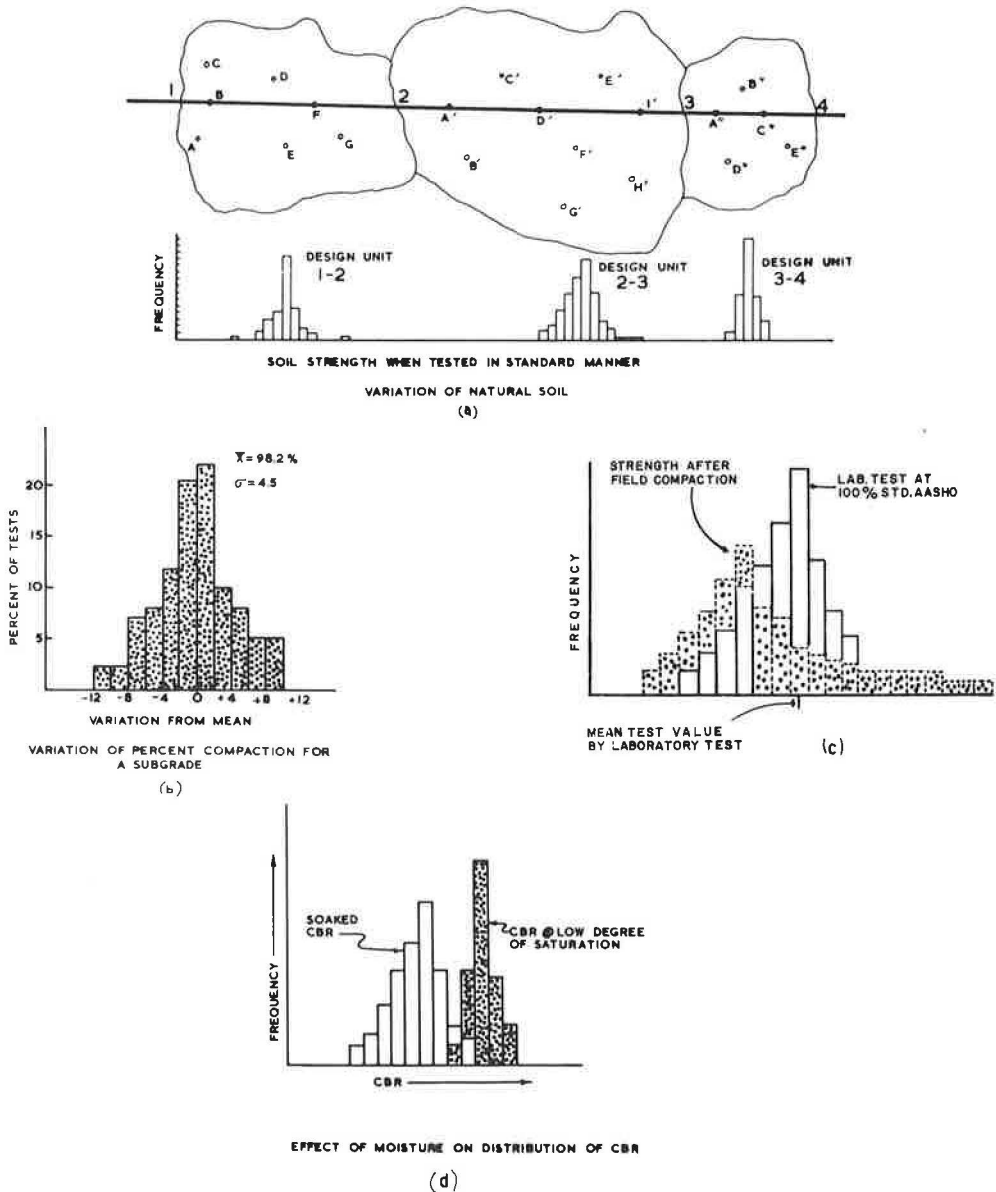 C
D
C'
E'
B"
1
B
2
3
4
F
A'
D'
I'
A"
C"
A"
E
G
B'
F'
H'
G'
D"
E"
FREQUENCY
DESIGN UNIT
1-2
DESIGN UNIT
2-3
DESIGN UNIT
3-4
SOIL STRENGTH WHEN TESTED IN STANDARD MANNER
VARIATION OF NATURAL SOIL
(a)
PERCENT OF TESTS
20
15
10
5
X̅ = 98.2 %
σ = 4.5
-12 -8 -4 0 +4 +8 +12
VARIATION FROM MEAN
VARIATION OF PERCENT COMPACTION FOR
A SUBGRADE
(b)
STRENGTH AFTER
FIELD COMPACTION
LAB. TEST AT
100% STD. AASHO
FREQUENCY
MEAN TEST VALUE
BY LABORATORY TEST
(c)
FREQUENCY
SOAKED
CBR
CBR @ LOW DEGREE
OF SATURATION
CBR
EFFECT OF MOISTURE ON DISTRIBUTION OF CBR
(d)